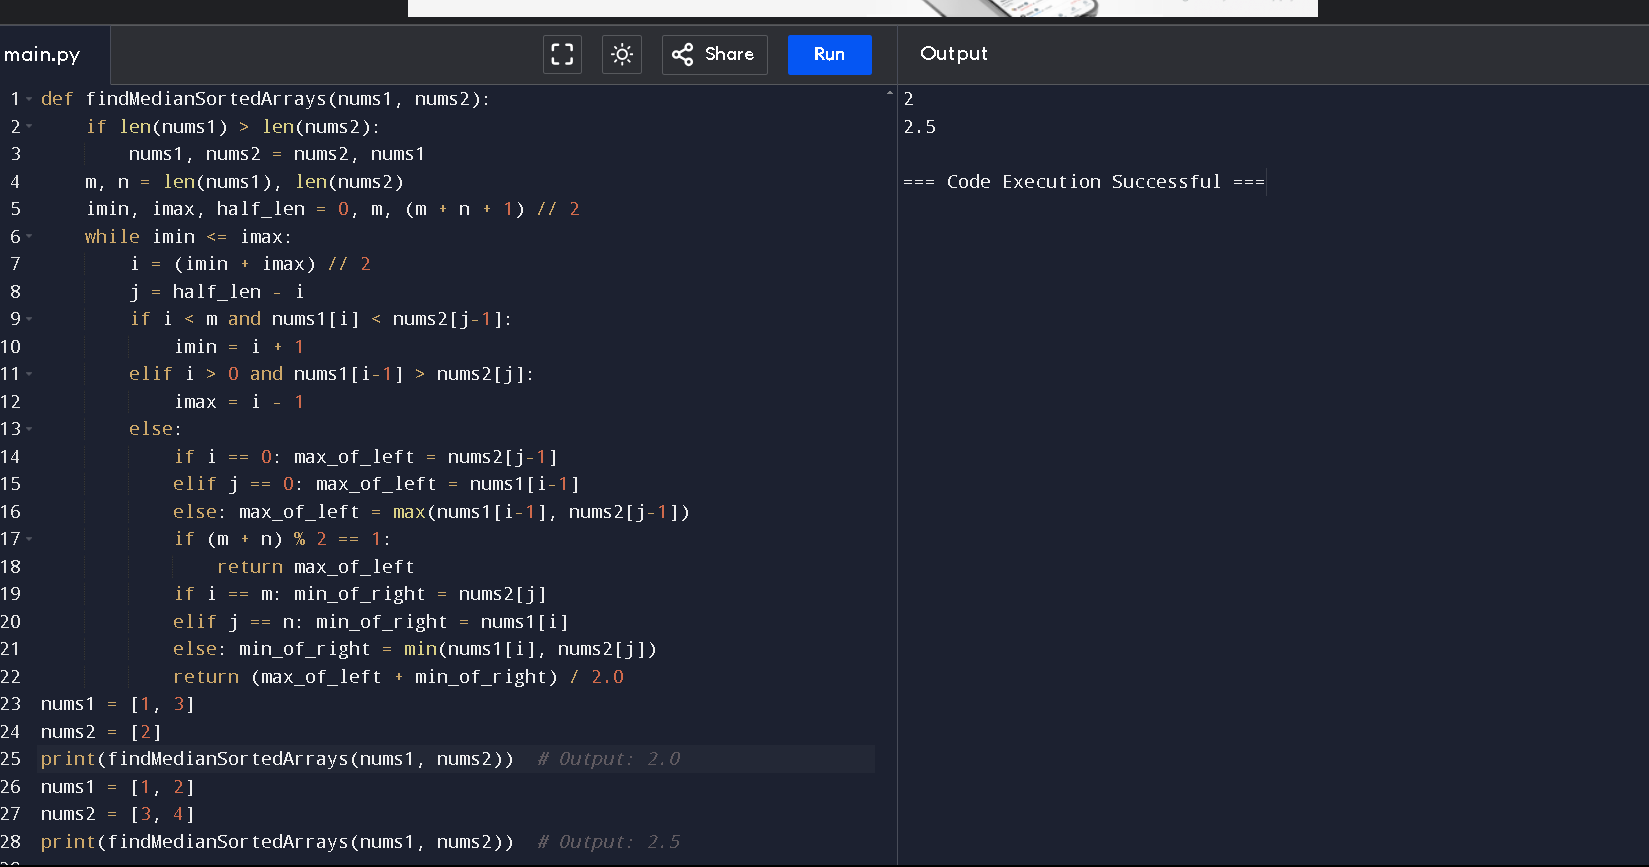 main.py
Share
Run
Output
1 def findMedianSortedArrays(nums1, nums2):
2     if len(nums1) > len(nums2):
3         nums1, nums2 = nums2, nums1
4     m, n = len(nums1), len(nums2)
5     imin, imax, half_len = 0, m, (m + n + 1) // 2
6     while imin <= imax:
7         i = (imin + imax) // 2
8         j = half_len - i
9         if i < m and nums1[i] < nums2[j-1]:
10             imin = i + 1
11         elif i > 0 and nums1[i-1] > nums2[j]:
12             imax = i - 1
13         else:
14             if i == 0: max_of_left = nums2[j-1]
15             elif j == 0: max_of_left = nums1[i-1]
16             else: max_of_left = max(nums1[i-1], nums2[j-1])
17             if (m + n) % 2 == 1:
18                 return max_of_left
19             if i == m: min_of_right = nums2[j]
20             elif j == n: min_of_right = nums1[i]
21             else: min_of_right = min(nums1[i], nums2[j])
22             return (max_of_left + min_of_right) / 2.0
23 nums1 = [1, 3]
24 nums2 = [2]
25 print(findMedianSortedArrays(nums1, nums2))  # Output: 2.0
26 nums1 = [1, 2]
27 nums2 = [3, 4]
28 print(findMedianSortedArrays(nums1, nums2))  # Output: 2.5
2
2.5
=== Code Execution Successful ===